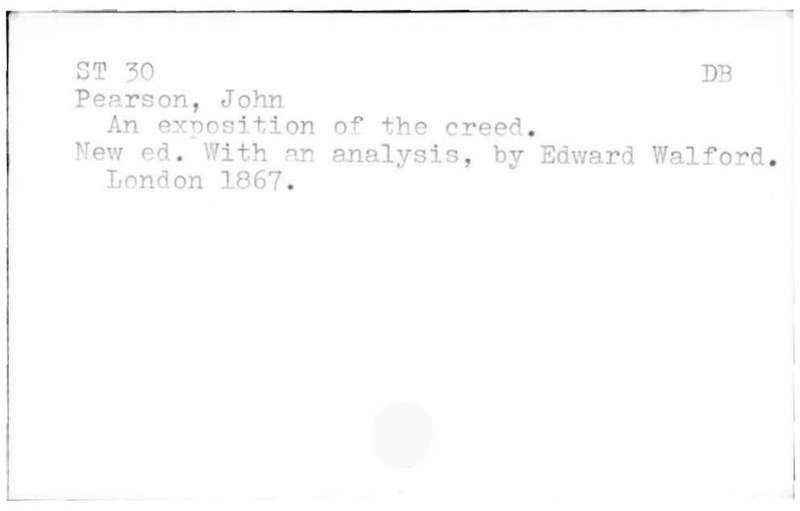 ST 30 DB
Pearson, John
An exposition of the creed.
New ed. With an analysis, by Edward Walford.
London 1867.